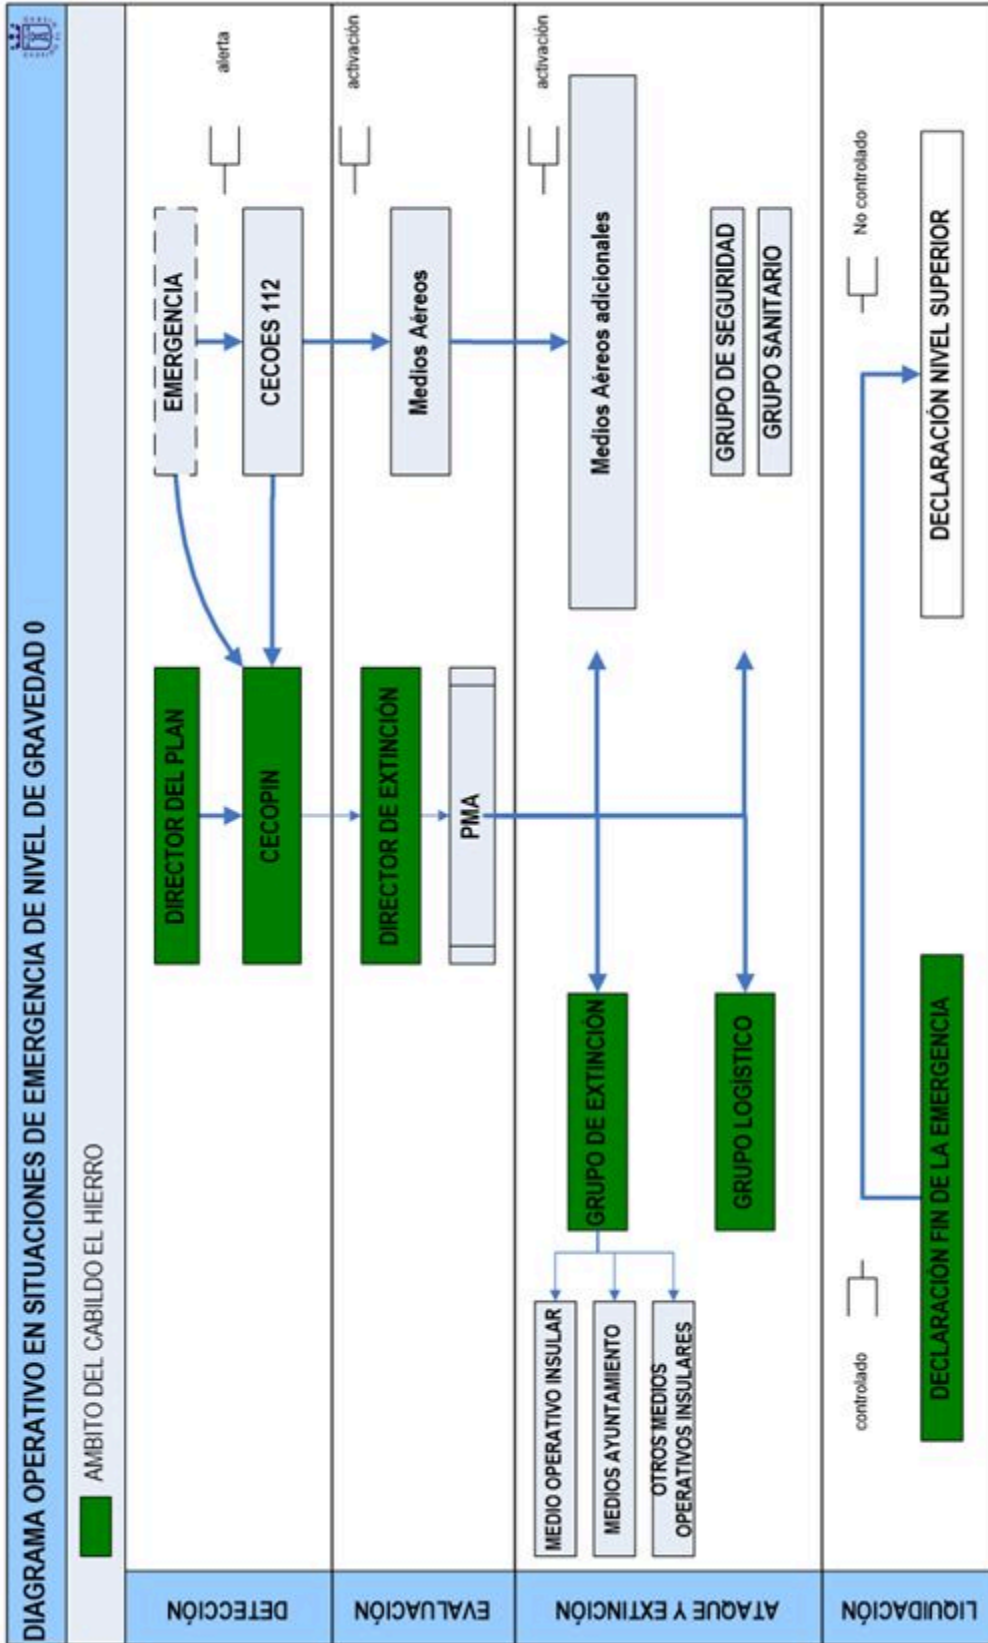 DIAGRAMA OPERATIVO EN SITUACIONES DE EMERGENCIA DE NIVEL DE GRAVEDAD 0
AMBITO DEL CABILDO EL HIERRO
DETECCIÓN
DIRECTOR DEL PLAN
EMERGENCIA
alerta
CECOPIN
CECOES 112
EVALUACIÓN
DIRECTOR DE EXTINCIÓN
Medios Aéreos
activación
PMA
ATAQUE Y EXTINCIÓN
MEDIO OPERATIVO INSULAR
MEDIOS AYUNTAMIENTO
OTROS MEDIOS
OPERATIVOS INSULARES
GRUPO DE EXTINCIÓN
Medios Aéreos adicionales
activación
GRUPO LOGÍSTICO
GRUPO DE SEGURIDAD
GRUPO SANITARIO
LIQUIDACIÓN
controlado
No controlado
DECLARACIÓN FIN DE LA EMERGENCIA
DECLARACIÓN NIVEL SUPERIOR